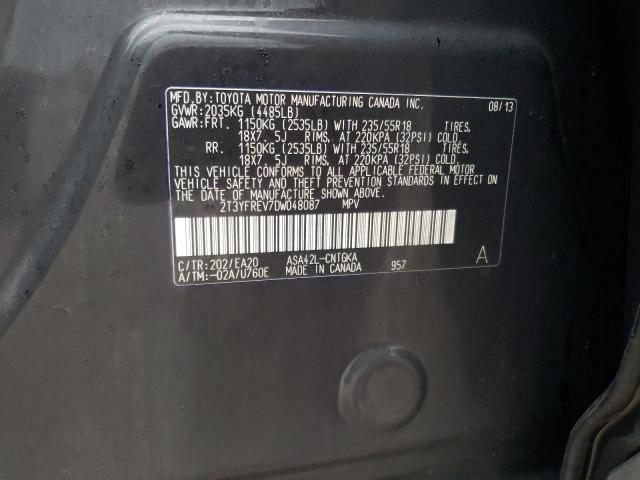 MFD.BY:TOYOTA MOTOR MANUFACTURING CANADA INC. 08/13
GVWR:2035KG (4485LB)
GAWR:FRT. 1150KG (2535LB) WITH 235/55R18 TIRES,
18X7.5J RIMS, AT 220KPA (32PSI) COLD.
RR. 1150KG (2535LB) WITH 235/55R18 TIRES,
18X7.5J RIMS, AT 220KPA (32PSI) COLD.
THIS VEHICLE CONFORMS TO ALL APPLICABLE FEDERAL MOTOR
VEHICLE SAFETY AND THEFT PREVENTION STANDARDS IN EFFECT ON
THE DATE OF MANUFACTURE SHOWN ABOVE.
2T3YFREV7DW048087 MPV
C/TR:202/EA20 ASA42L-CNTGKA A
A/TM:-02A/U760E MADE IN CANADA 957